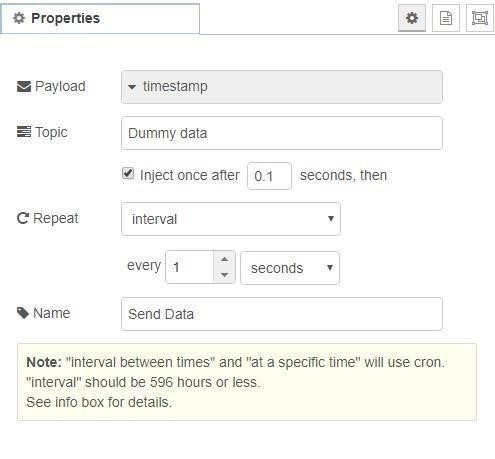 Properties
Payload timestamp
Topic Dummy data
Inject once after 0.1 seconds, then
Repeat interval
every 1 seconds
Name Send Data
Note: "interval between times" and "at a specific time" will use cron.
"interval" should be 596 hours or less.
See info box for details.